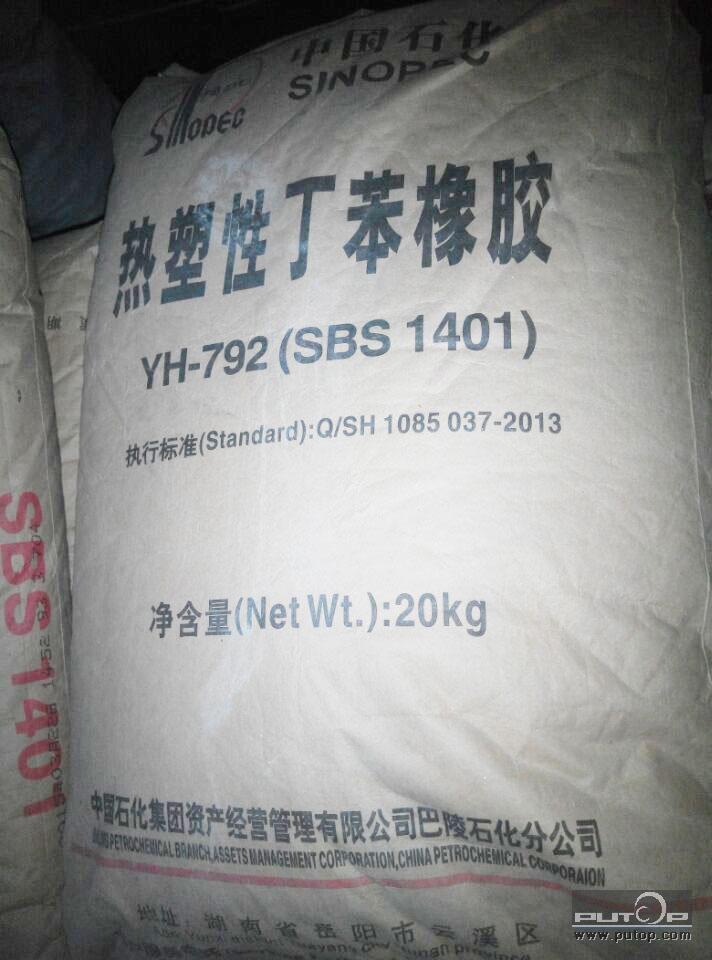 中国石化
SINOPEC
SINOPEC
热塑性丁苯橡胶
YH-792 (SBS 1401)
执行标准(Standard):Q/SH 1085 037-2013
净含量(Net Wt.):20kg
SBS 1401
中国石化集团资产经营管理有限公司巴陵石化分公司
PETROCHEMICAL BRANCH,ASSETS MANAGEMENT CORPORATION,CHINA PETROCHEMICAL CORPORAION
地址:湖南省岳阳市云溪区
PUTOP
www.putop.com